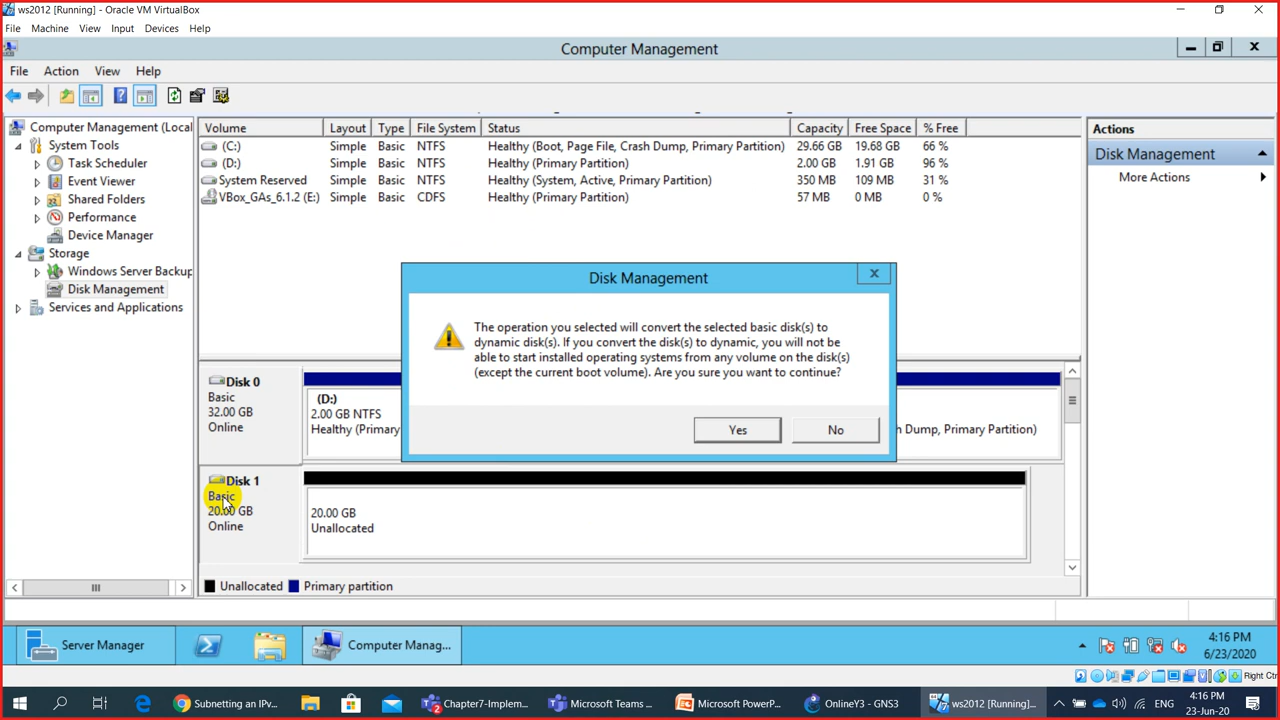 ws2012 [Running] - Oracle VM VirtualBox
File Machine View Input Devices Help
Computer Management
File Action View Help
Computer Management (Local
System Tools
Task Scheduler
Event Viewer
Shared Folders
Performance
Device Manager
Storage
Windows Server Backup
Disk Management
Services and Applications
Volume Layout Type File System Status Capacity Free Space % Free
(C:) Simple Basic NTFS Healthy (Boot, Page File, Crash Dump, Primary Partition) 29.66 GB 19.68 GB 66 %
(D:) Simple Basic NTFS Healthy (Primary Partition) 2.00 GB 1.91 GB 96 %
System Reserved Simple Basic NTFS Healthy (System, Active, Primary Partition) 350 MB 109 MB 31 %
VBox_GAs_6.1.2 (E:) Simple Basic CDFS Healthy (Primary Partition) 57 MB 0 MB 0 %
Actions
Disk Management
More Actions
Disk Management
The operation you selected will convert the selected basic disk(s) to
dynamic disk(s). If you convert the disk(s) to dynamic, you will not be
able to start installed operating systems from any volume on the disk(s)
(except the current boot volume). Are you sure you want to continue?
Yes No
Disk 0
Basic
32.00 GB
Online
(D:)
2.00 GB NTFS
Healthy (Primary
h Dump, Primary Partition)
Disk 1
Basic
20.00 GB
Online
20.00 GB
Unallocated
Unallocated Primary partition
Server Manager
Computer Manag...
4:16 PM
6/23/2020
Right Ctr
Subnetting an IPv...
Chapter7-Implem...
Microsoft Teams ...
Microsoft PowerP...
OnlineY3 - GNS3
ws2012 [Running]...
ENG
4:16 PM
23-Jun-20